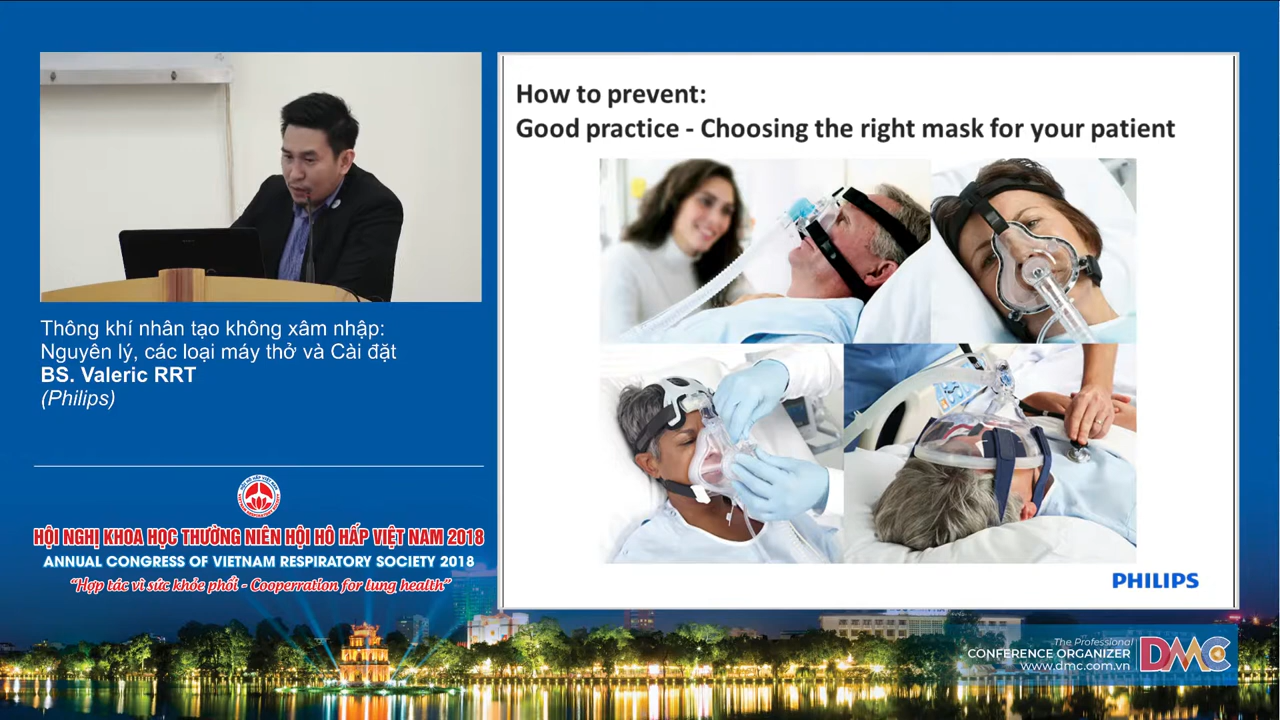 How to prevent:
Good practice - Choosing the right mask for your patient
PHILIPS
Thông khí nhân tạo không xâm nhập:
Nguyên lý, các loại máy thở và Cài đặt
BS. Valeric RRT
(Philips)
HỘI NGHỊ KHOA HỌC THƯỜNG NIÊN HỘI HÔ HẤP VIỆT NAM 2018
ANNUAL CONGRESS OF VIETNAM RESPIRATORY SOCIETY 2018
“Hợp tác vì sức khỏe phổi - Cooperration for lung health”
The Professional
CONFERENCE ORGANIZER
www.dmc.com.vn
DMC